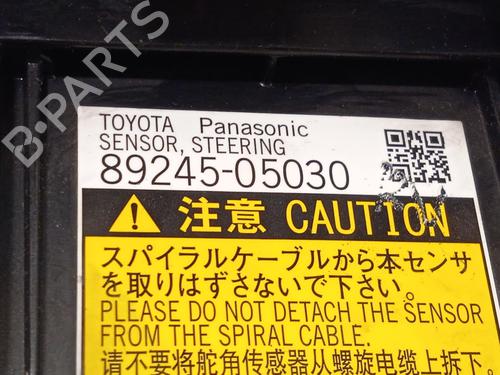 TOYOTA Panasonic
SENSOR, STEERING
89245-05030
注意 CAUTION
スパイラルケーブルから本センサ
を取りはずさないで下さい。
PLEASE DO NOT DETACH THE SENSOR
FROM THE SPIRAL CABLE.
请不要将舵角传感器从螺旋电缆上拆下。
B-PARTS